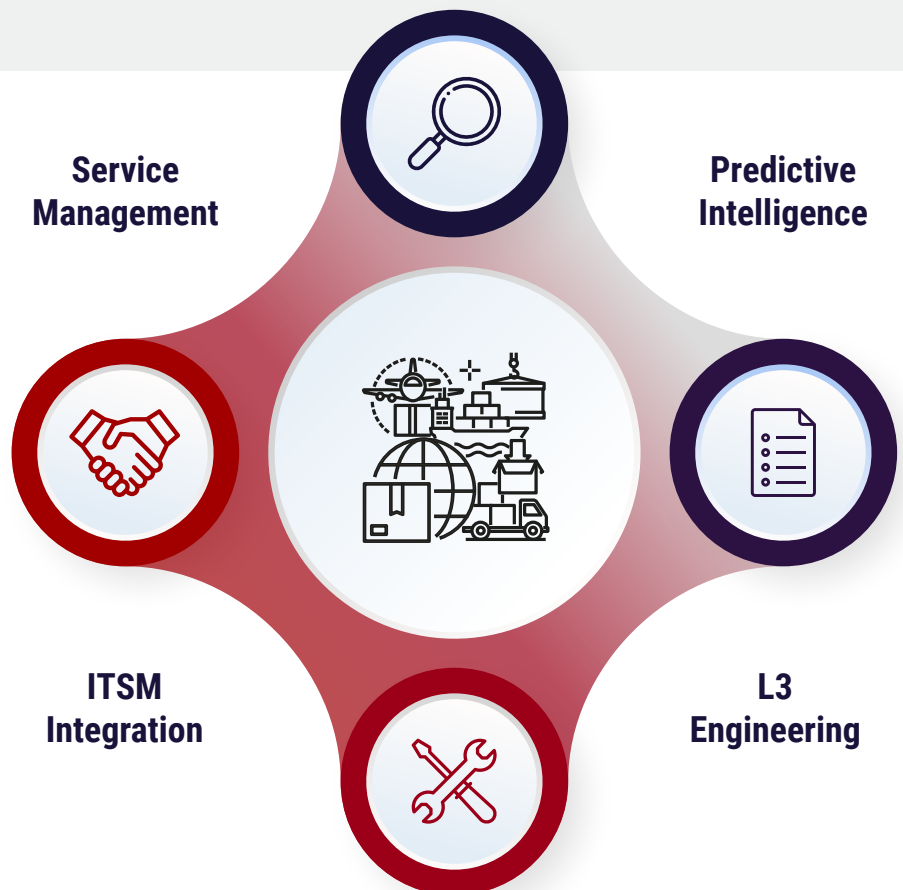 Service
Management
Predictive
Intelligence
ITSM
Integration
L3
Engineering